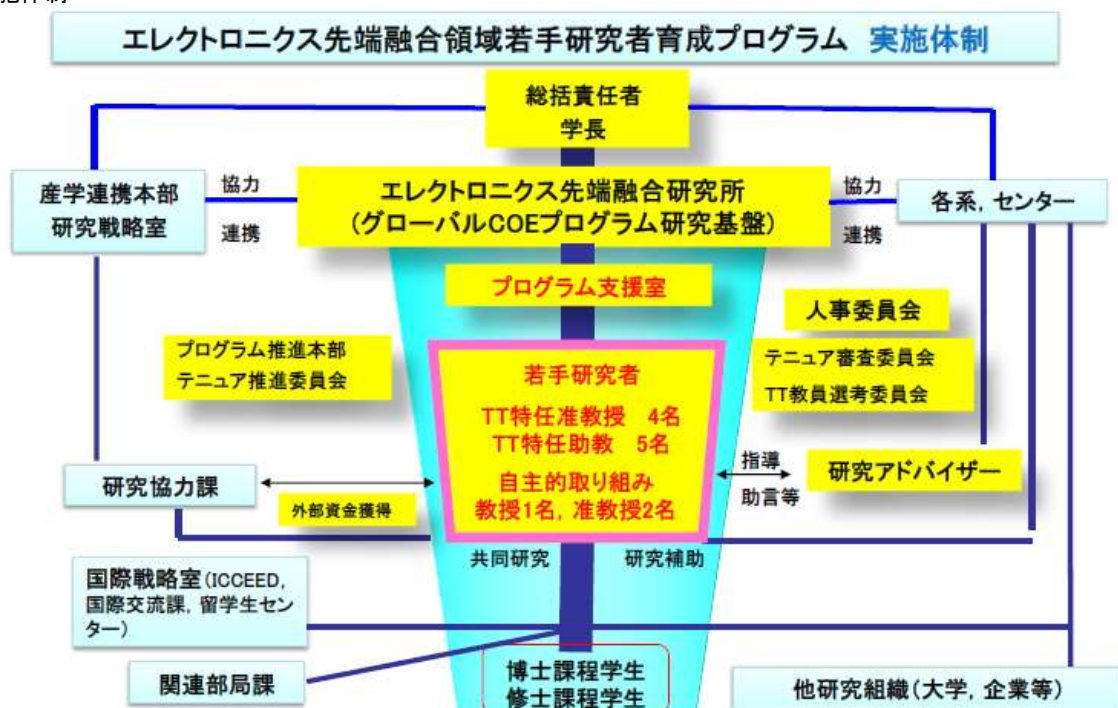 エレクトロニクス先端融合領域若手研究者育成プログラム 実施体制
総括責任者
学長
産学連携本部
研究戦略室
協力
連携
エレクトロニクス先端融合研究所
(グローバルCOEプログラム研究基盤)
協力
連携
各系, センター
プログラム支援室
人事委員会
プログラム推進本部
テニュア推進委員会
テニュア審査委員会
TT教員選考委員会
若手研究者
TT特任准教授 4名
TT特任助教 5名
自主的取り組み
教授1名, 准教授2名
研究協力課
外部資金獲得
指導
助言等
研究アドバイザー
共同研究
研究補助
国際戦略室(ICCEED,
国際交流課, 留学生セン
ター)
関連部局課
博士課程学生
修士課程学生
他研究組織(大学, 企業等)